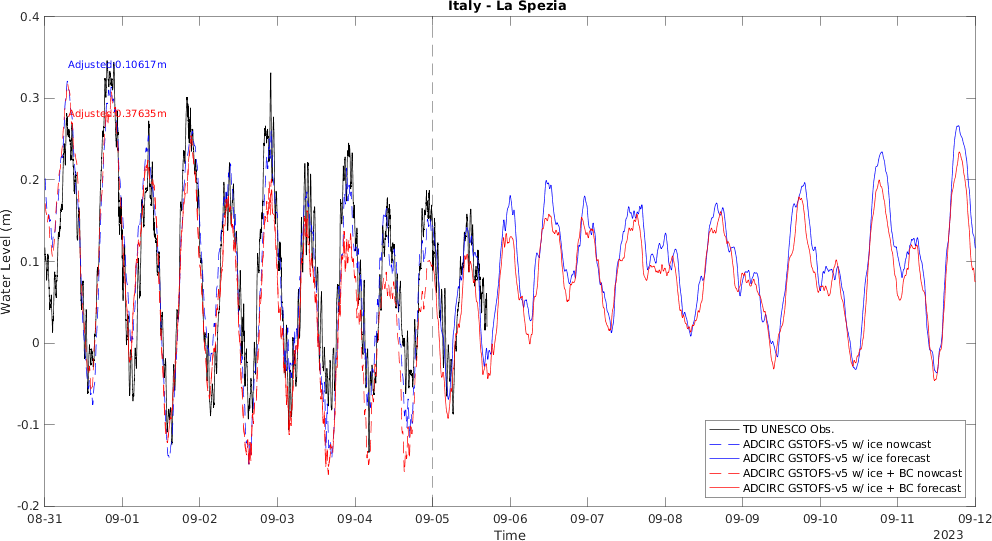 Italy - La Spezia
0.4
0.3
0.2
0.1
0
-0.1
-0.2
Water Level (m)
Adjusted 0.10617m
Adjusted 0.37635m
TD UNESCO Obs.
ADCIRC GSTOFS-v5 w/ ice nowcast
ADCIRC GSTOFS-v5 w/ ice forecast
ADCIRC GSTOFS-v5 w/ ice + BC nowcast
ADCIRC GSTOFS-v5 w/ ice + BC forecast
08-31 09-01 09-02 09-03 09-04 09-05 09-06 09-07 09-08 09-09 09-10 09-11 09-12
Time
2023